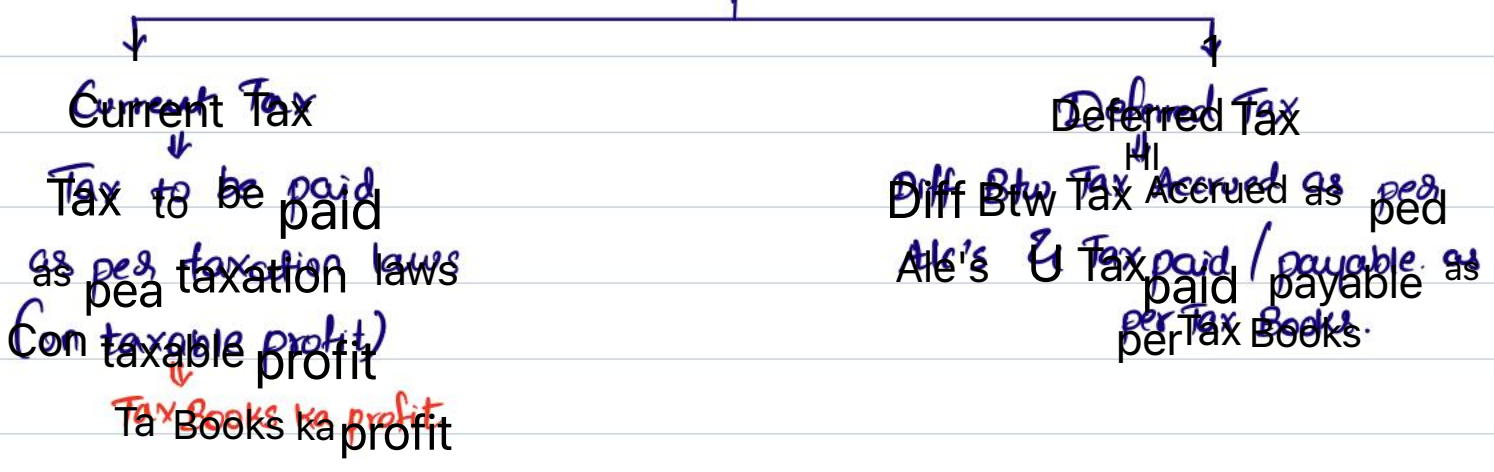 Current Tax
Tax to be paid
as per taxation laws
(on taxable profit)
Tax Books ka profit
Deferred Tax
Diff Btw Tax Accrued as per
A/c's & Tax paid / payable as
per Tax Books.